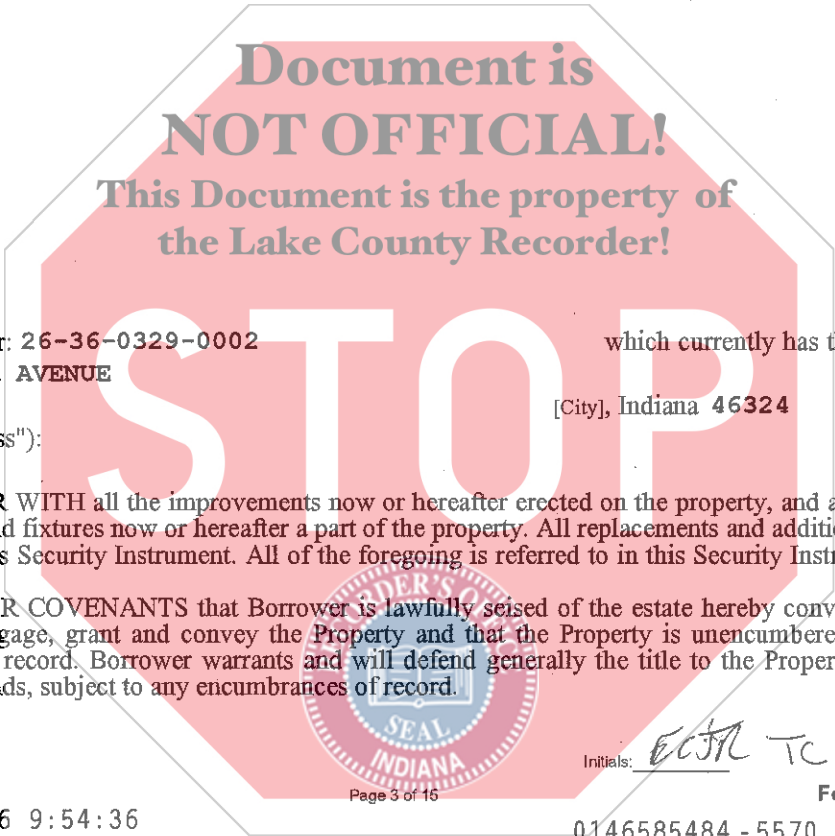 Document is
NOT OFFICIAL!
This Document is the property of
the Lake County Recorder!
STOP
r: 26-36-0329-0002 which currently has th
AVENUE
[City], Indiana 46324
ss"):
R WITH all the improvements now or hereafter erected on the property, and a
d fixtures now or hereafter a part of the property. All replacements and additi
s Security Instrument. All of the foregoing is referred to in this Security Instr
R COVENANTS that Borrower is lawfully seised of the estate hereby conv
gage, grant and convey the Property and that the Property is unencumbere
record. Borrower warrants and will defend generally the title to the Proper
ds, subject to any encumbrances of record.
RECORDER'S OFFICE
SEAL
INDIANA
Initials: ECJR TC
Page 3 of 15
Fo
6 9:54:36
0146585484 - 5570